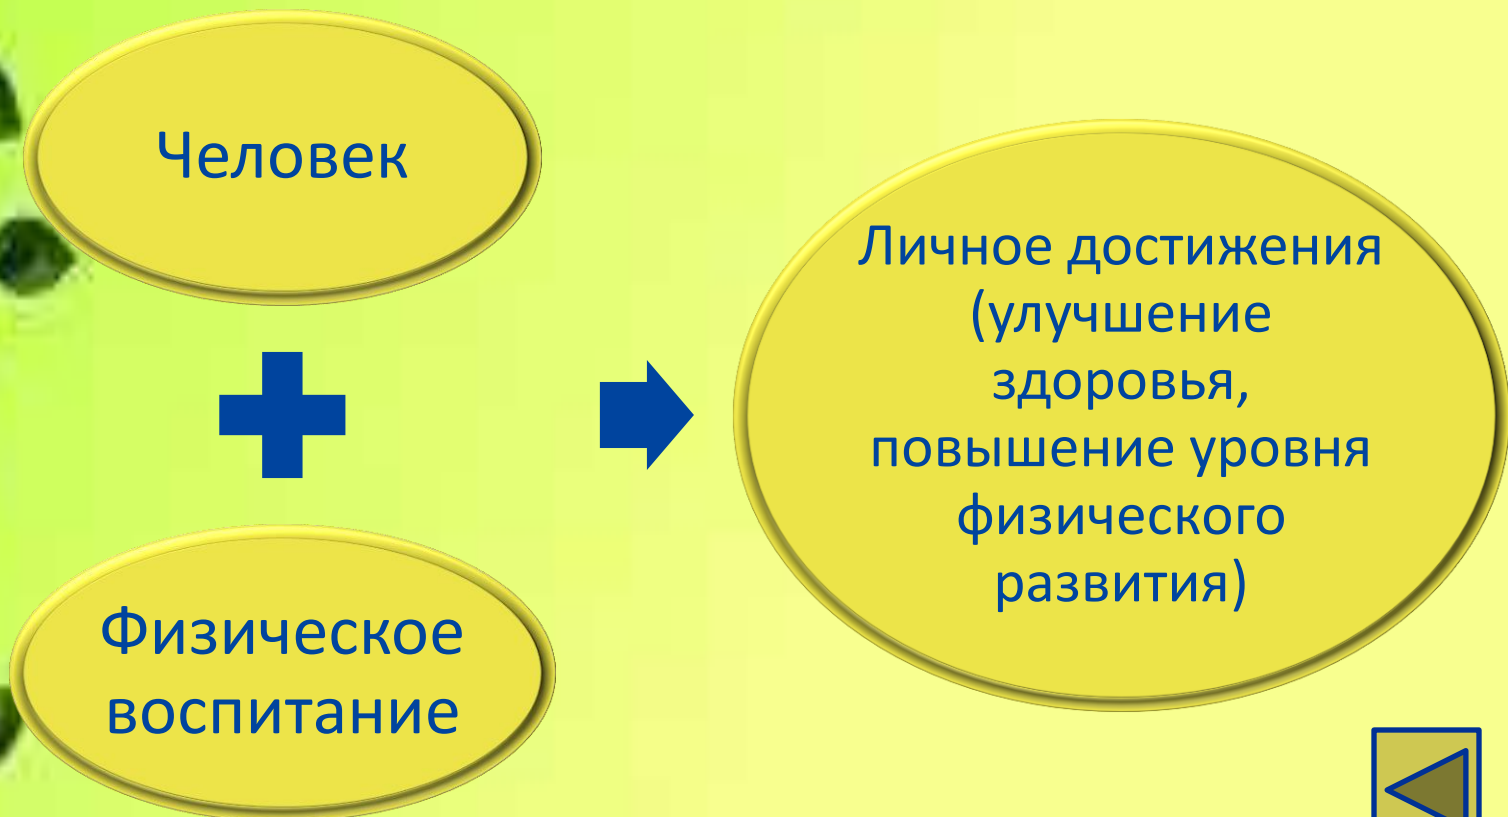 Человек
Физическое
воспитание
Личное достижения
(улучшение
здоровья,
повышение уровня
физического
развития)